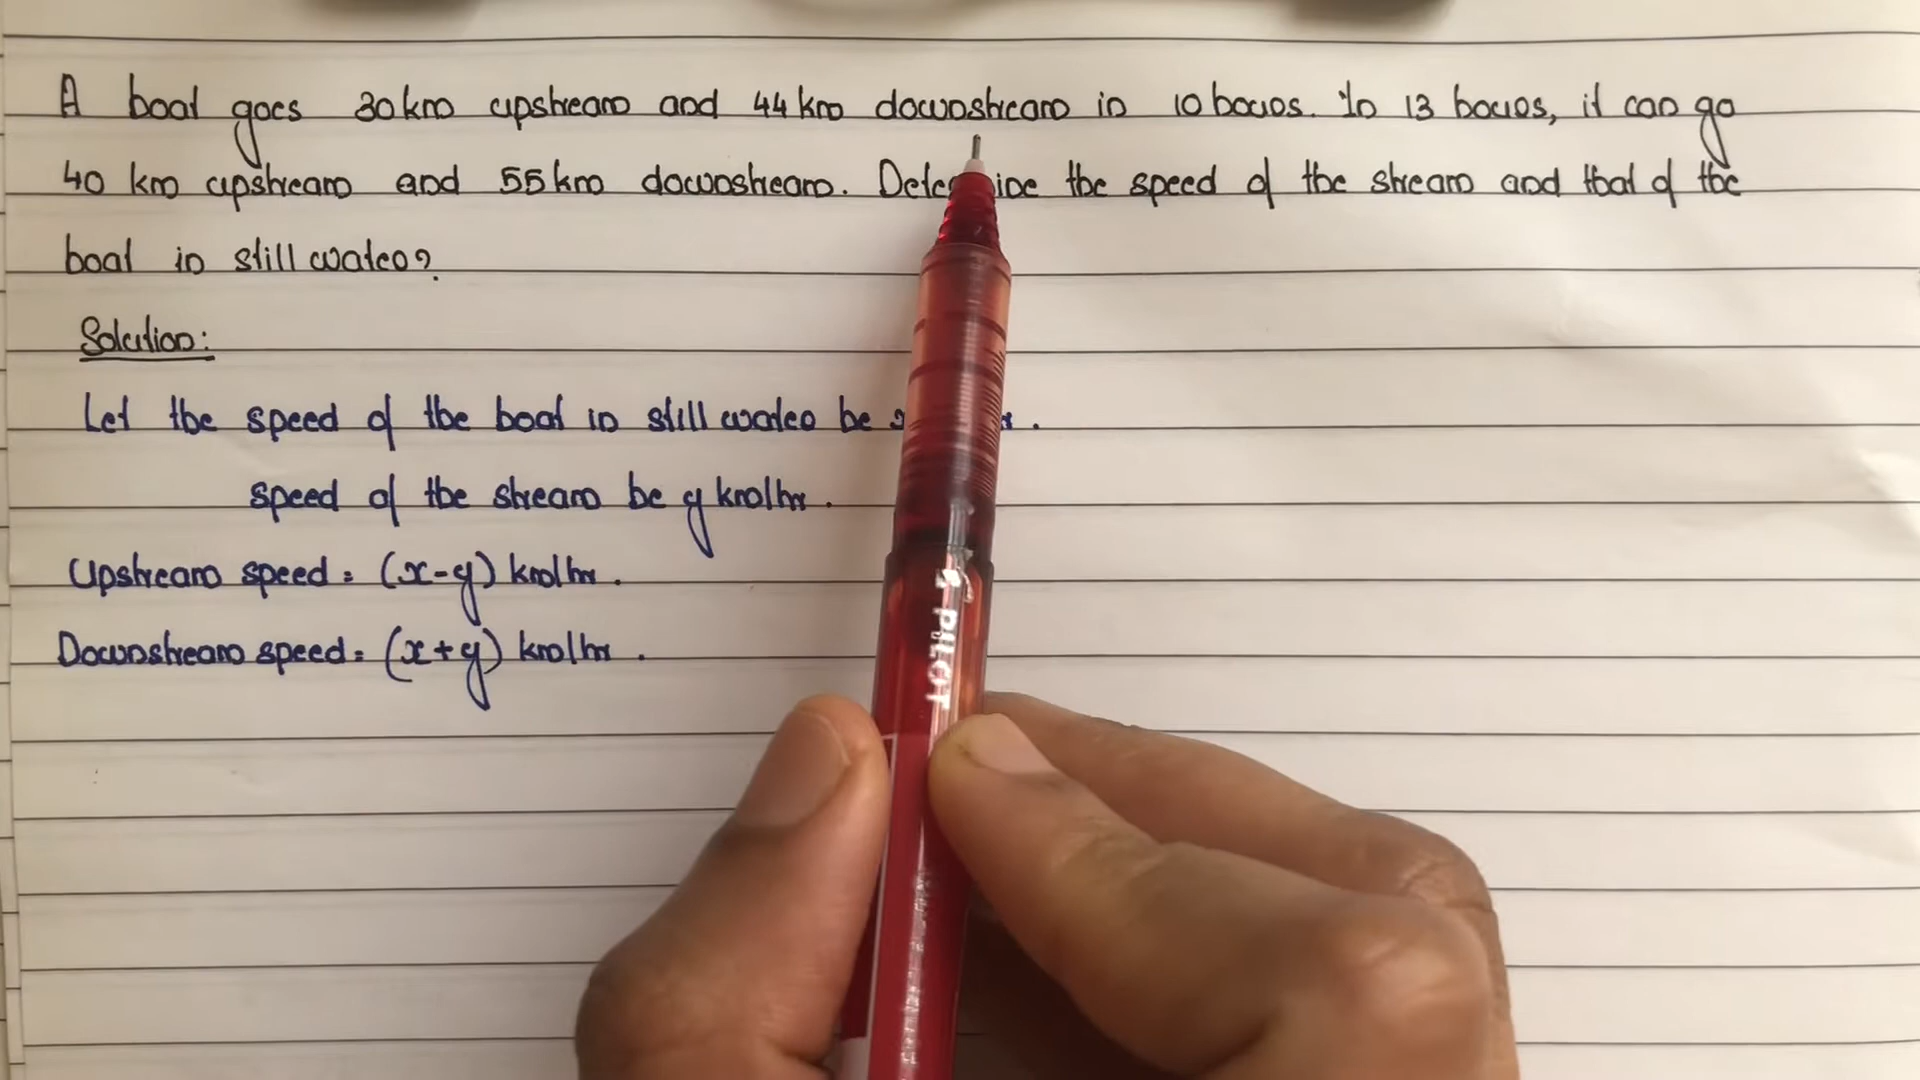 A boat goes 30 km upstream and 44 km downstream in 10 hours. In 13 hours, it can go
40 km upstream and 55 km downstream. the speed of the stream and that of the
boat in still water?
Solution:
Let the speed of the boat in still water be
speed of the stream be y km/hr.
Upstream speed = (x-y) km/hr.
Downstream speed = (x+y) km/hr.
PILOT